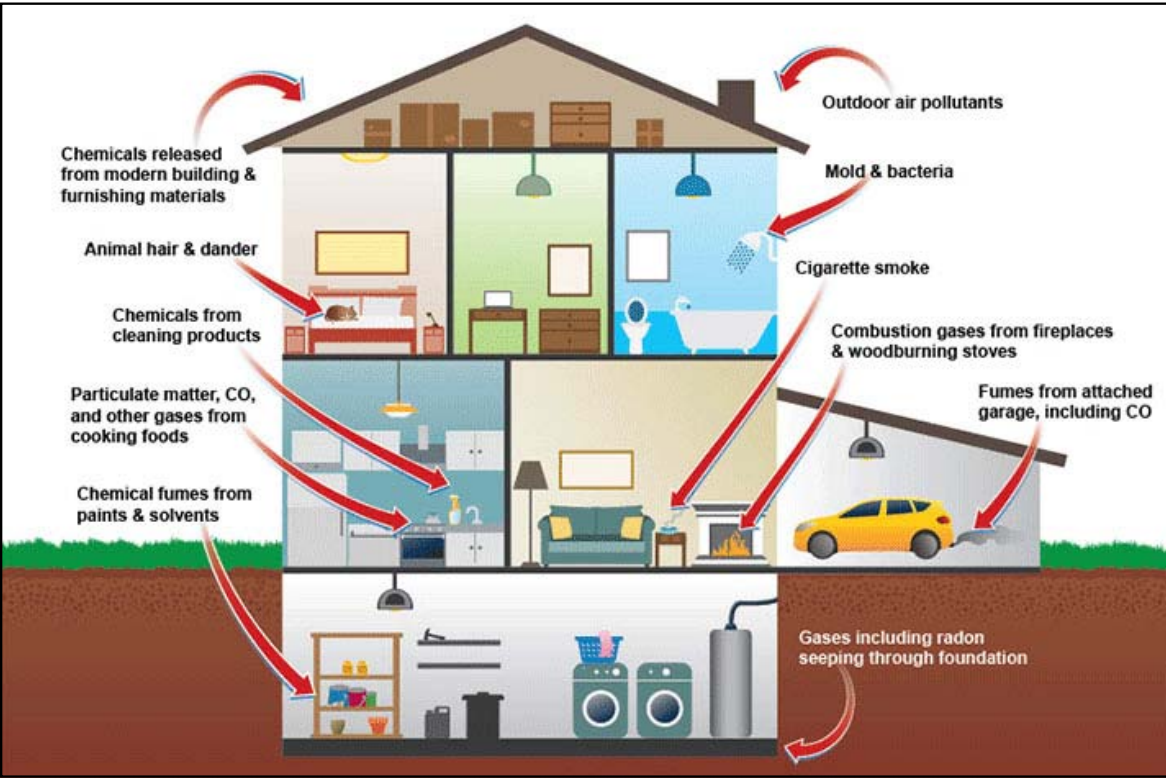 Outdoor air pollutants
Chemicals released
from modern building &
furnishing materials
Mold & bacteria
Animal hair & dander
Cigarette smoke
Chemicals from
cleaning products
Combustion gases from fireplaces
& woodburning stoves
Particulate matter, CO,
and other gases from
cooking foods
Fumes from attached
garage, including CO
Chemical fumes from
paints & solvents
Gases including radon
seeping through foundation